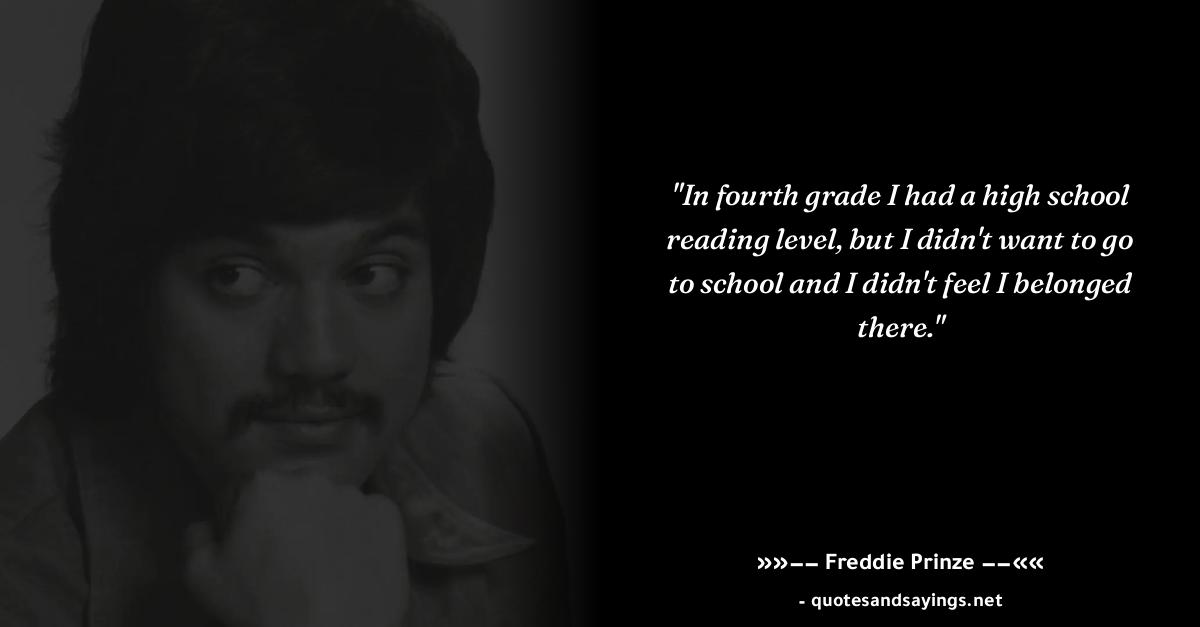 "In fourth grade I had a high school
reading level, but I didn't want to go
to school and I didn't feel I belonged
there."
»»−− Freddie Prinze −−««
- quotesandsayings.net